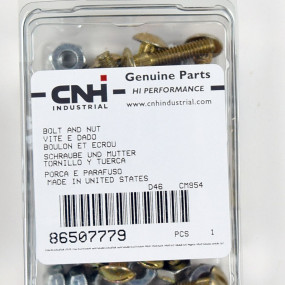 CNH
INDUSTRIAL
Genuine Parts
HI PERFORMANCE
www.cnhindustrial.com
BOLT AND NUT
VITE E DADO
BOULON ET ECROU
SCHRAUBE UND MUTTER
TORNILLO Y TUERCA
PORCA E PARAFUSO
MADE IN UNITED STATES
D46 CM954
86507779 PCS 1